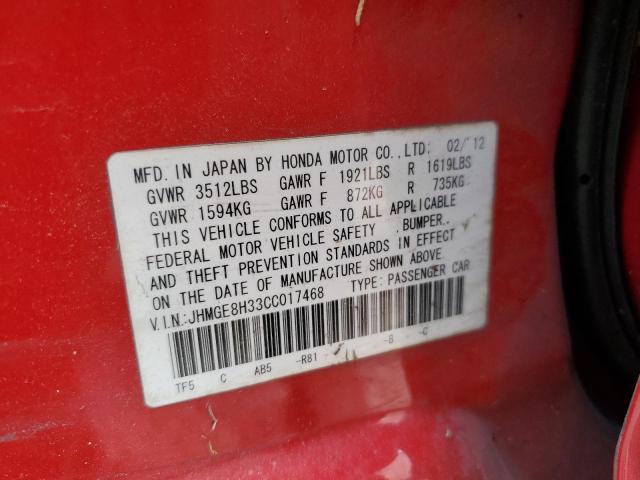 MFD. IN JAPAN BY HONDA MOTOR CO.,LTD: 02/'12
GVWR 3512LBS GAWR F 1921LBS R 1619LBS
GVWR 1594KG GAWR F 872KG R 735KG
THIS VEHICLE CONFORMS TO ALL APPLICABLE
FEDERAL MOTOR VEHICLE SAFETY ,BUMPER,
AND THEFT PREVENTION STANDARDS IN EFFECT
ON THE DATE OF MANUFACTURE SHOWN ABOVE
V.I.N:JHMGE8H33CC017468 TYPE: PASSENGER CAR
TF5 C AB5 -R81 -B -C